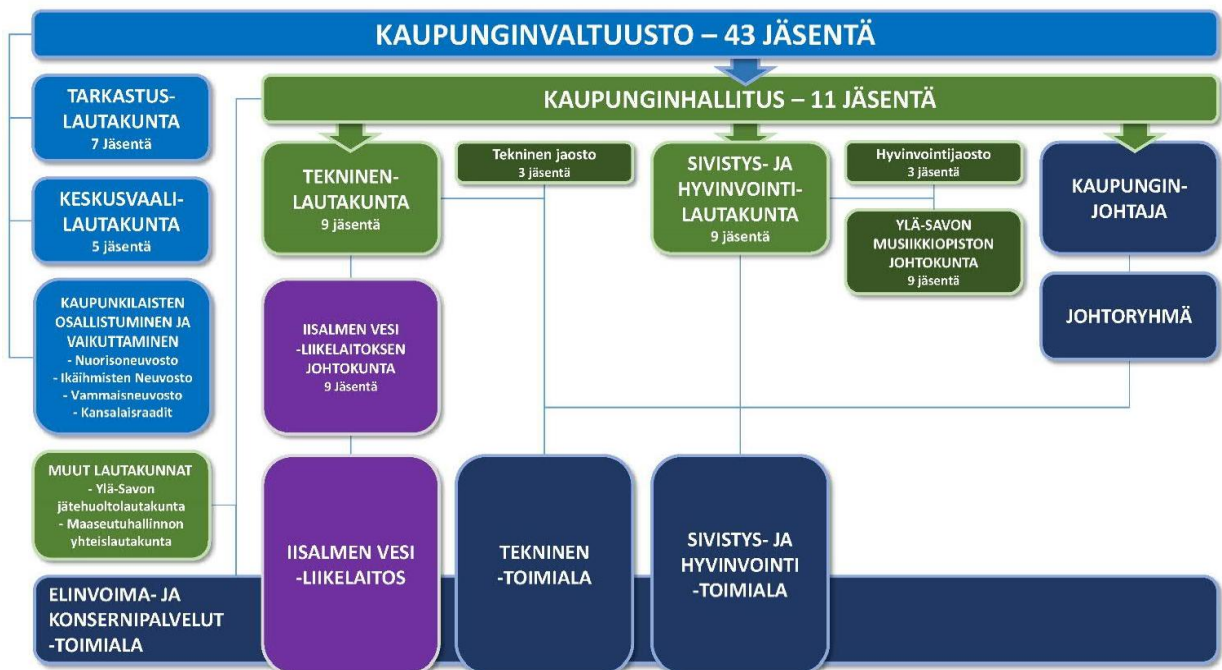 KAUPUNGINVALTUUSTO – 43 JÄSENTÄ
KAUPUNGINHALLITUS – 11 JÄSENTÄ
TARKASTUS-
LAUTAKUNTA
7 Jäsentä
KESKUSVAALI-
LAUTAKUNTA
5 jäsentä
KAUPUNKILAISTEN
OSALLISTUMINEN JA
VAIKUTTAMINEN
- Nuorisoneuvosto
- Ikäihmisten Neuvosto
- Vammaisneuvosto
- Kansalaisraadit
MUUT LAUTAKUNNAT
- Ylä-Savon
jätehuoltolautakunta
- Maaseutuhallinnon
yhteislautakunta
TEKNINEN-
LAUTAKUNTA
9 jäsentä
Tekninen jaosto
3 jäsentä
SIVISTYS- JA
HYVINVOINTI-
LAUTAKUNTA
9 jäsentä
Hyvinvointijaosto
3 jäsentä
YLÄ-SAVON
MUSIIKKIOPISTON
JOHTOKUNTA
9 jäsentä
KAUPUNGIN-
JOHTAJA
JOHTORYHMÄ
IISALMEN VESI
-LIIKELAITOKSEN
JOHTOKUNTA
9 Jäsentä
IISALMEN VESI
-LIIKELAITOS
TEKNINEN
-TOIMIALA
SIVISTYS- JA
HYVINVOINTI
-TOIMIALA
ELINVOIMA- JA
KONSERNIPALVELUT
-TOIMIALA